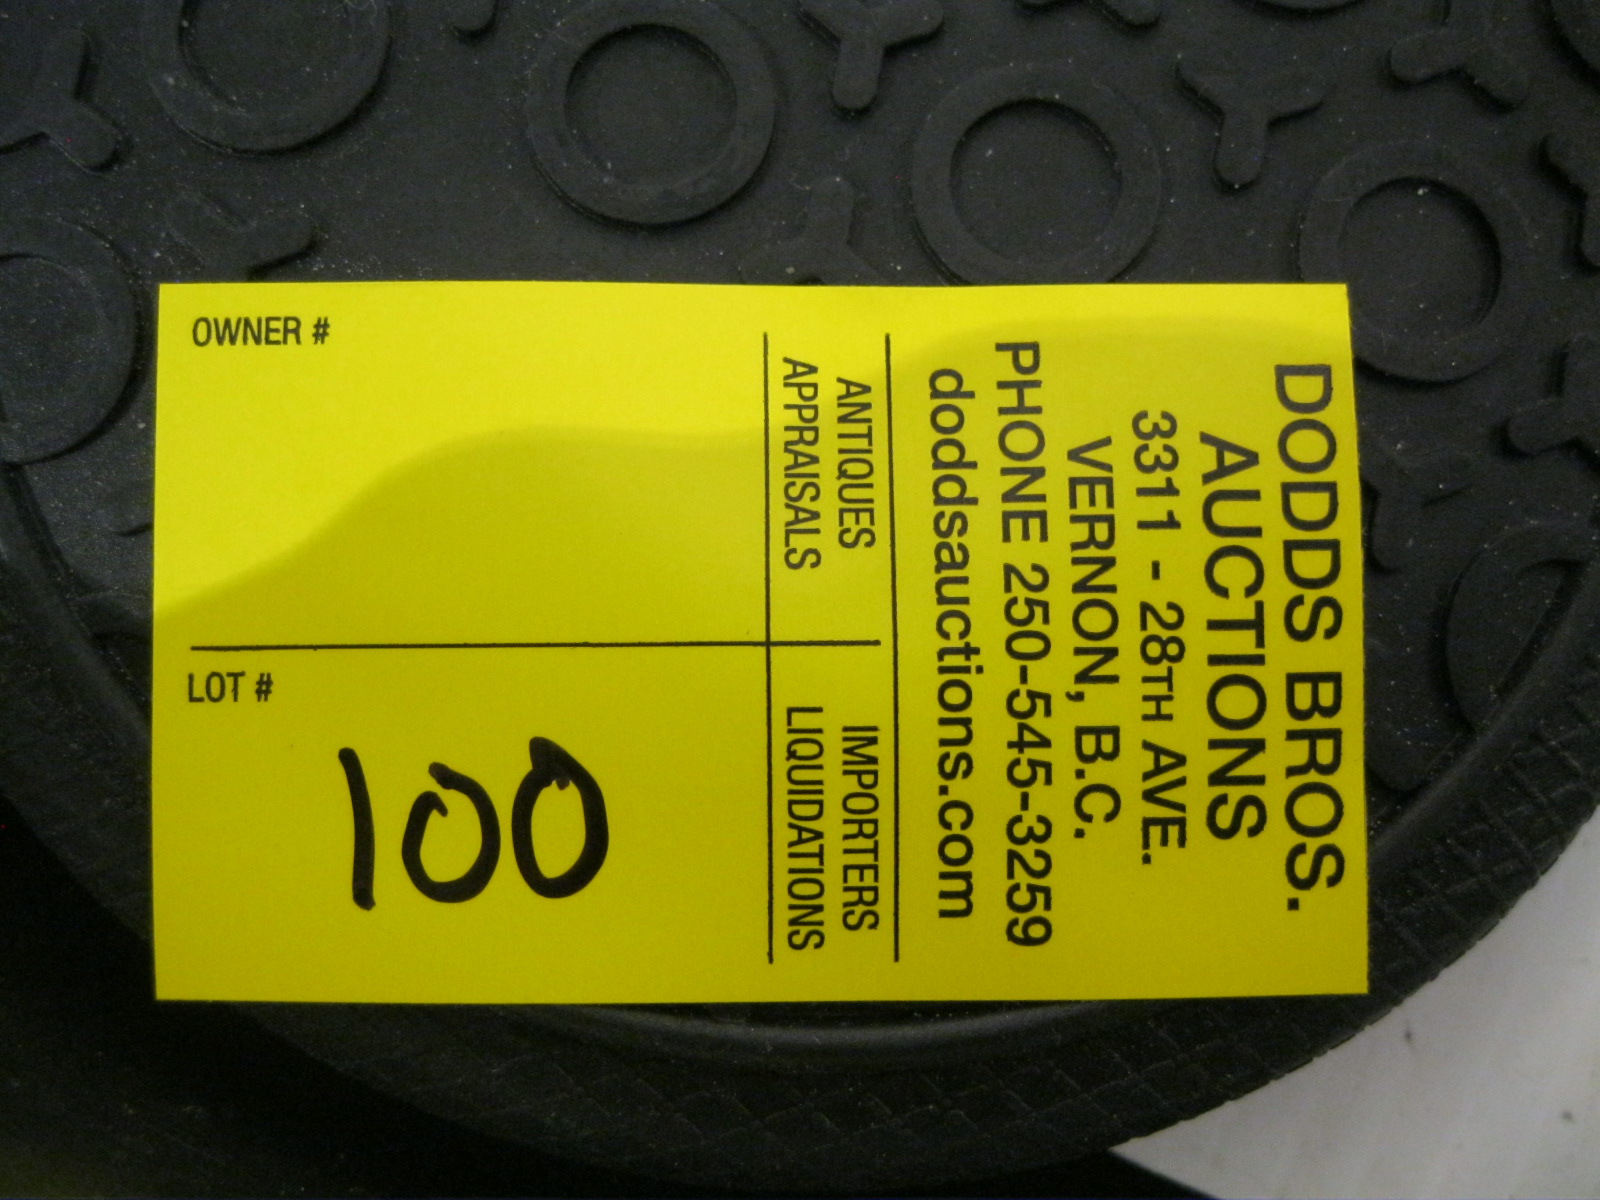 DODDS BROS.
AUCTIONS
3311 - 28TH AVE.
VERNON, B.C.
PHONE 250-545-3259
doddsauctions.com
ANTIQUES
APPRAISALS
IMPORTERS
LIQUIDATIONS
OWNER #
LOT #
100